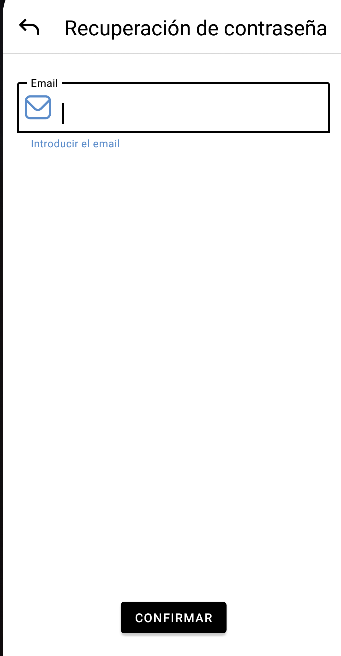 Recuperación de contraseña
Email
Introducir el email
CONFIRMAR